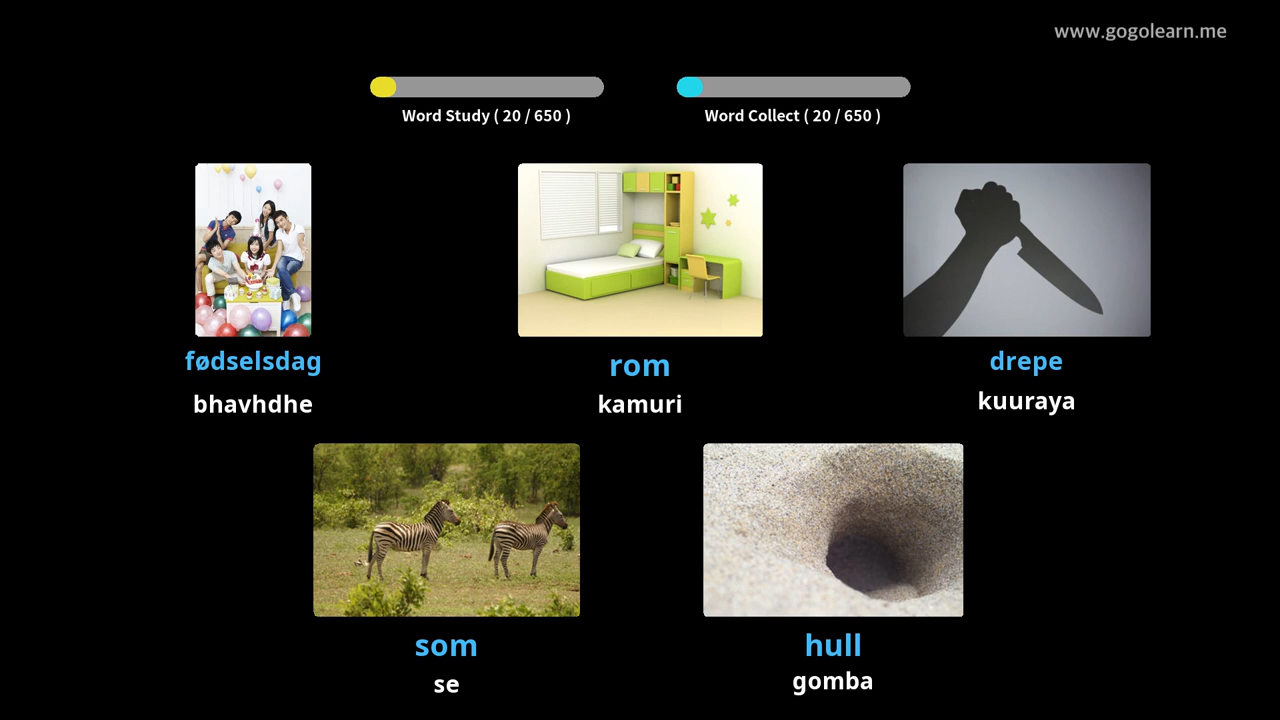 www.gogolearn.me
Word Study ( 20 / 650 )
Word Collect ( 20 / 650 )
fødselsdag
bhavhdhe
rom
kamuri
drepe
kuuraya
som
se
hull
gomba